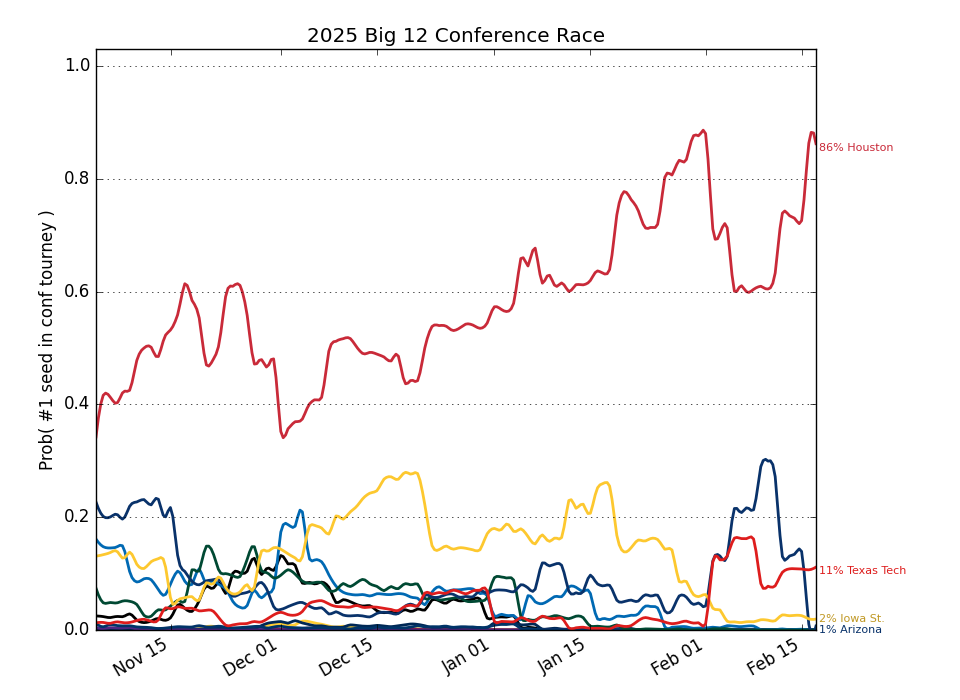 2025 Big 12 Conference Race
Prob( #1 seed in conf tourney )
1.0
0.8
0.6
0.4
0.2
0.0
86% Houston
11% Texas Tech
2% Iowa St.
1% Arizona
Nov 15
Dec 01
Dec 15
Jan 01
Jan 15
Feb 01
Feb 15